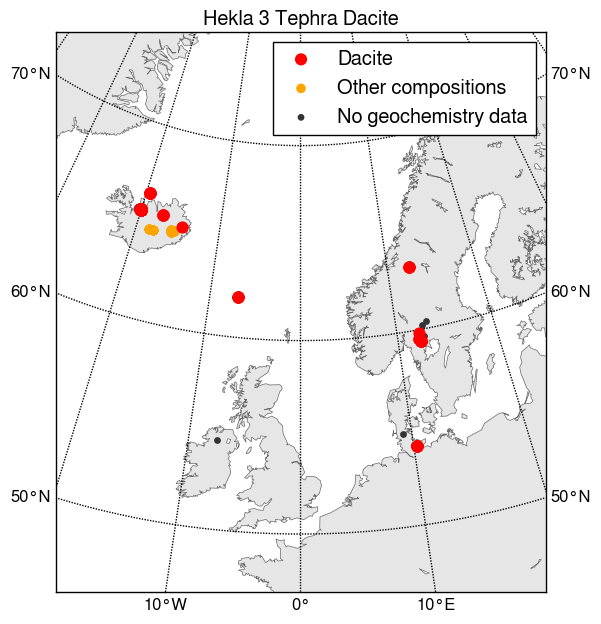 Hekla 3 Tephra Dacite
Dacite
Other compositions
No geochemistry data
70°N
70°N
60°N
60°N
50°N
50°N
10°W
0°
10°E